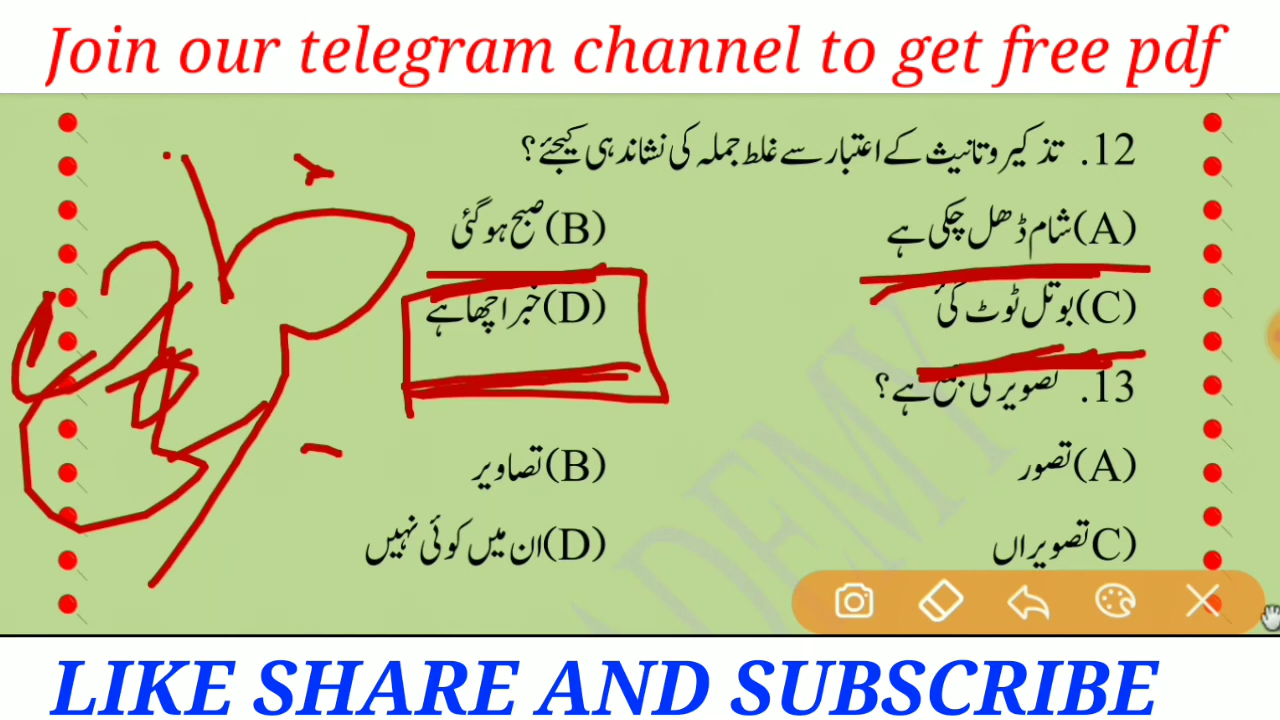 Join our telegram channel to get free pdf
12. تذکیر و تانیث کے اعتبار سے غلط جملہ کی نشاندہی کیجئے؟
(A) شام ڈھل چکی ہے (B) صبح ہو گئی
(C) بوتل ٹوٹ گئ (D) خبر اچھا ہے
13. تصویر کی جمع ہے؟
(A) تصور (B) تصاویر
C) تصویراں (D) ان میں کوئی نہیں
ADEMY
LIKE SHARE AND SUBSCRIBE